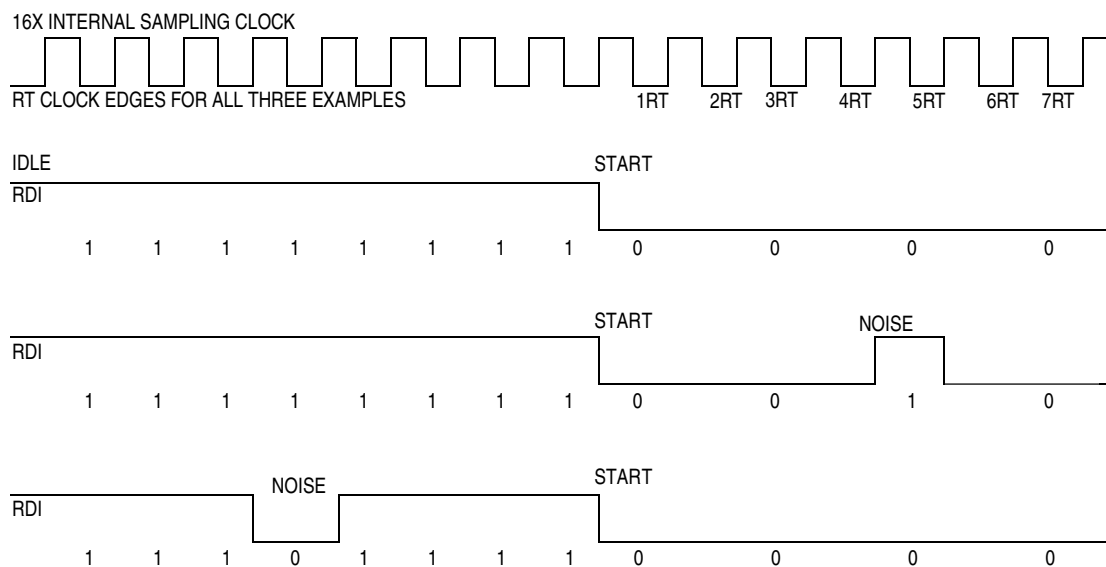 16X INTERNAL SAMPLING CLOCK
RT CLOCK EDGES FOR ALL THREE EXAMPLES
1RT 2RT 3RT 4RT 5RT 6RT 7RT
IDLE START
RDI
1 1 1 1 1 1 1 1 0 0 0 0
START NOISE
RDI
1 1 1 1 1 1 1 1 0 0 1 0
NOISE START
RDI
1 1 1 0 1 1 1 1 0 0 0 0